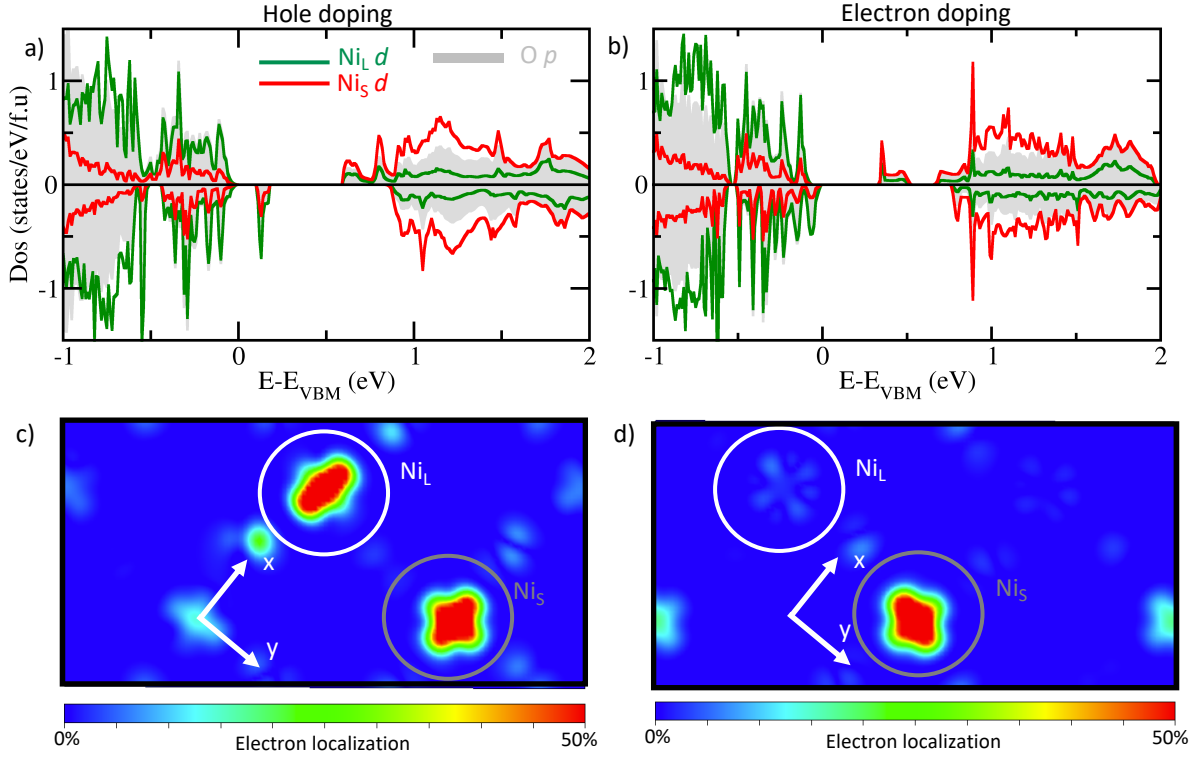 Hole doping
Electron doping
a)
Ni_L d
Ni_S d
O p
b)
Dos (states/eV/f.u)
1
0
-1
1
0
-1
-1
0
1
2
-1
0
1
2
E-E_VBM (eV)
E-E_VBM (eV)
c)
Ni_L
x
y
Ni_S
d)
Ni_L
x
y
Ni_S
0%
Electron localization
50%
0%
Electron localization
50%